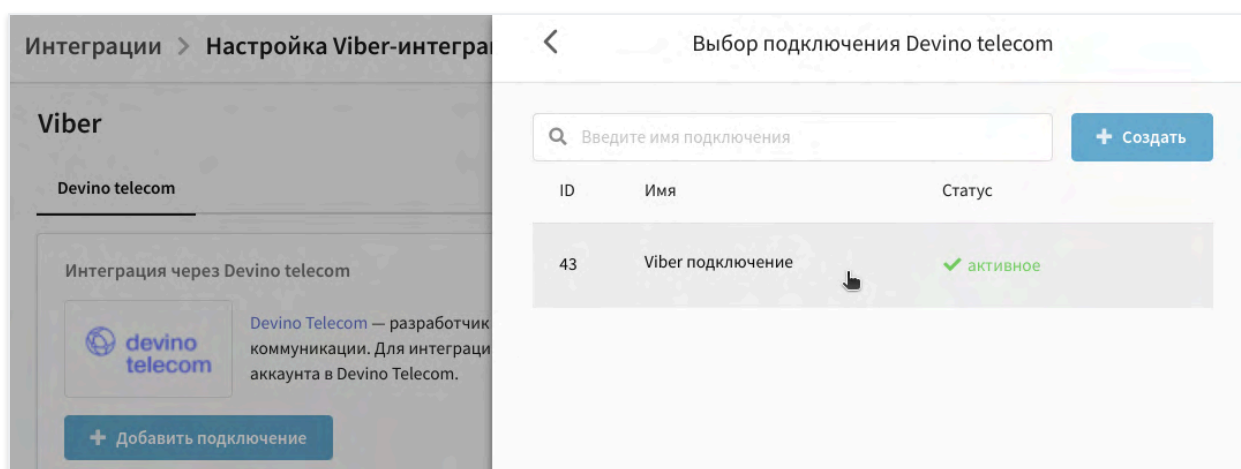 Интеграции > Настройка Viber-интегра
Viber
Devino telecom
Интеграция через Devino telecom
devino
telecom
Devino Telecom — разработчик
коммуникации. Для интеграци
аккаунта в Devino Telecom.
+ Добавить подключение
Выбор подключения Devino telecom
Введите имя подключения
+ Создать
ID Имя Статус
43 Viber подключение активное